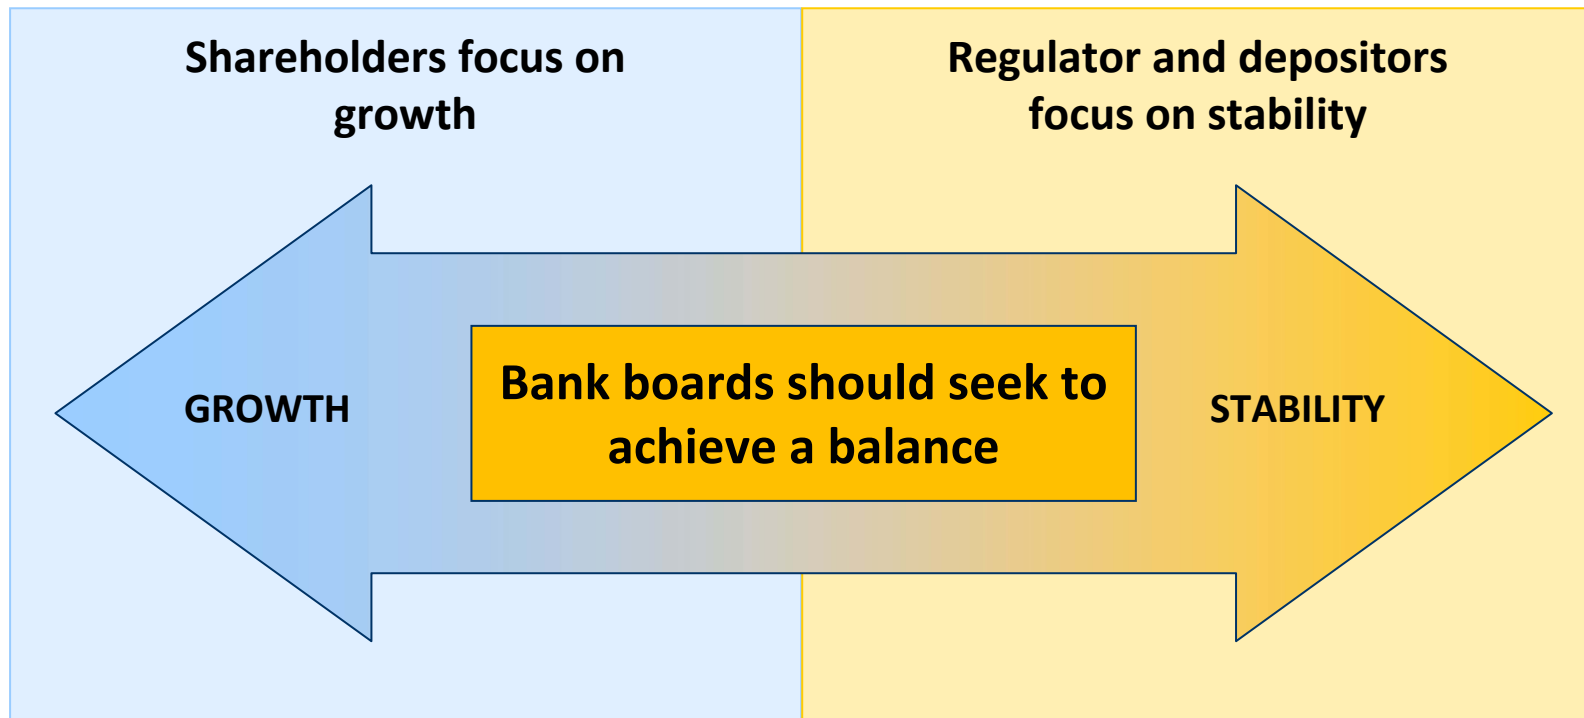 Shareholders focus on
growth
Regulator and depositors
focus on stability
GROWTH
Bank boards should seek to
achieve a balance
STABILITY